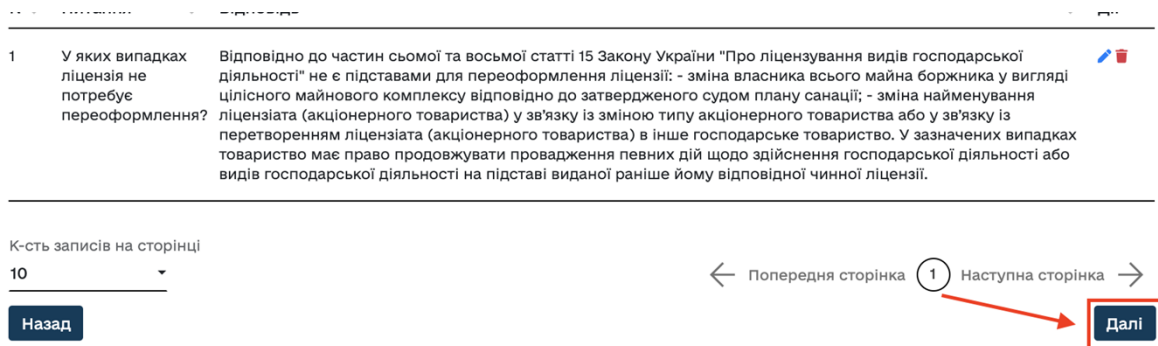 1 У яких випадках Відповідно до частин сьомої та восьмої статті 15 Закону України "Про ліцензування видів господарської
ліцензія не діяльності" не є підставами для переоформлення ліцензії: - зміна власника всього майна боржника у вигляді
потребує цілісного майнового комплексу відповідно до затвердженого судом плану санації; - зміна найменування
переоформлення? ліцензіата (акціонерного товариства) у зв'язку із зміною типу акціонерного товариства або у зв'язку із
перетворенням ліцензіата (акціонерного товариства) в інше господарське товариство. У зазначених випадках
товариство має право продовжувати провадження певних дій щодо здійснення господарської діяльності або
видів господарської діяльності на підставі виданої раніше йому відповідної чинної ліцензії.
К-сть записів на сторінці
10
Попередня сторінка 1 Наступна сторінка
Назад Далі